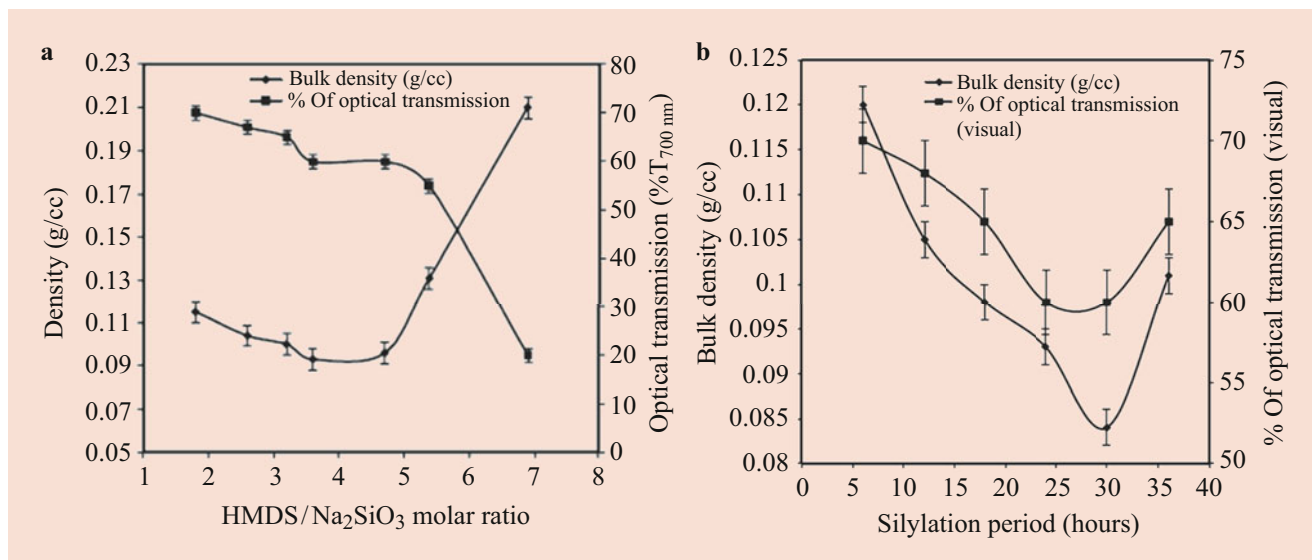 a
0.23
0.21
0.19
0.17
0.15
0.13
0.11
0.09
0.07
0.05
Density (g/cc)
Bulk density (g/cc)
% Of optical transmission
80
70
60
50
40
30
20
10
0
Optical transmission (%T700 nm)
1 2 3 4 5 6 7 8
HMDS/Na2SiO3 molar ratio
b
0.125
0.12
0.115
0.11
0.105
0.1
0.095
0.09
0.085
0.08
Bulk density (g/cc)
Bulk density (g/cc)
% Of optical transmission
(visual)
75
70
65
60
55
50
% Of optical transmission (visual)
0 5 10 15 20 25 30 35 40
Silylation period (hours)